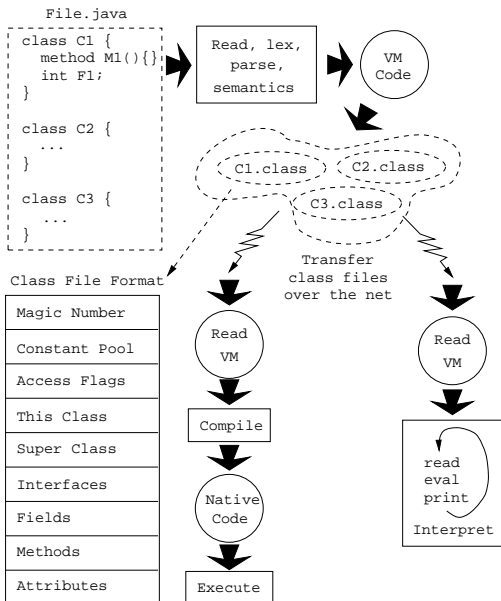 File.java
class C1 {
method M1(){}
int F1;
}
class C2 {
...
}
class C3 {
...
}
Read, lex,
parse,
semantics
VM
Code
C1.class
C2.class
C3.class
Transfer
class files
over the net
Class File Format
Magic Number
Constant Pool
Access Flags
This Class
Super Class
Interfaces
Fields
Methods
Attributes
Read
VM
Compile
Native
Code
Execute
Read
VM
read
eval
print
Interpret